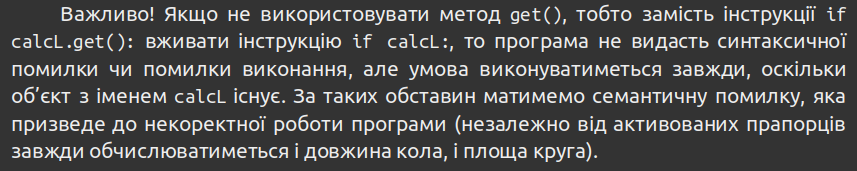 Важливо! Якщо не використовувати метод get(), тобто замість інструкції if
calcL.get(): вживати інструкцію if calcL:, то програма не видасть синтаксичної
помилки чи помилки виконання, але умова виконуватиметься завжди, оскільки
об’єкт з іменем calcL існує. За таких обставин матимемо семантичну помилку, яка
призведе до некоректної роботи програми (незалежно від активованих прапорців
завжди обчислюватиметься і довжина кола, і площа круга).